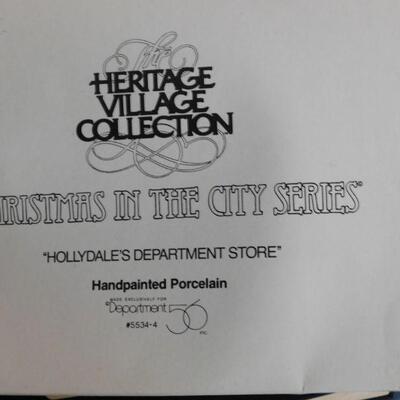 The
HERITAGE
VILLAGE
COLLECTION
CHRISTMAS IN THE CITY SERIES®
"HOLLYDALE'S DEPARTMENT STORE"
Handpainted Porcelain
MADE EXCLUSIVELY FOR
©Department 56 INC.
#5534-4